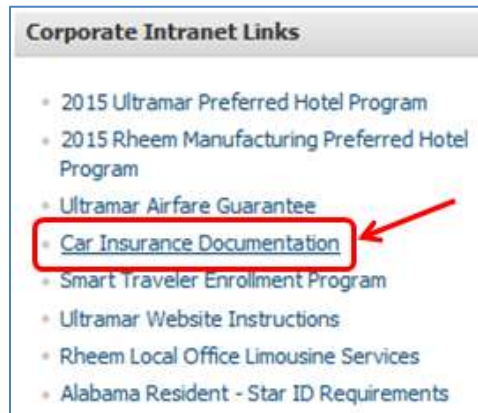 Corporate Intranet Links
2015 Ultramar Preferred Hotel Program
2015 Rheem Manufacturing Preferred Hotel
Program
Ultramar Airfare Guarantee
Car Insurance Documentation
Smart Traveler Enrollment Program
Ultramar Website Instructions
Rheem Local Office Limousine Services
Alabama Resident - Star ID Requirements